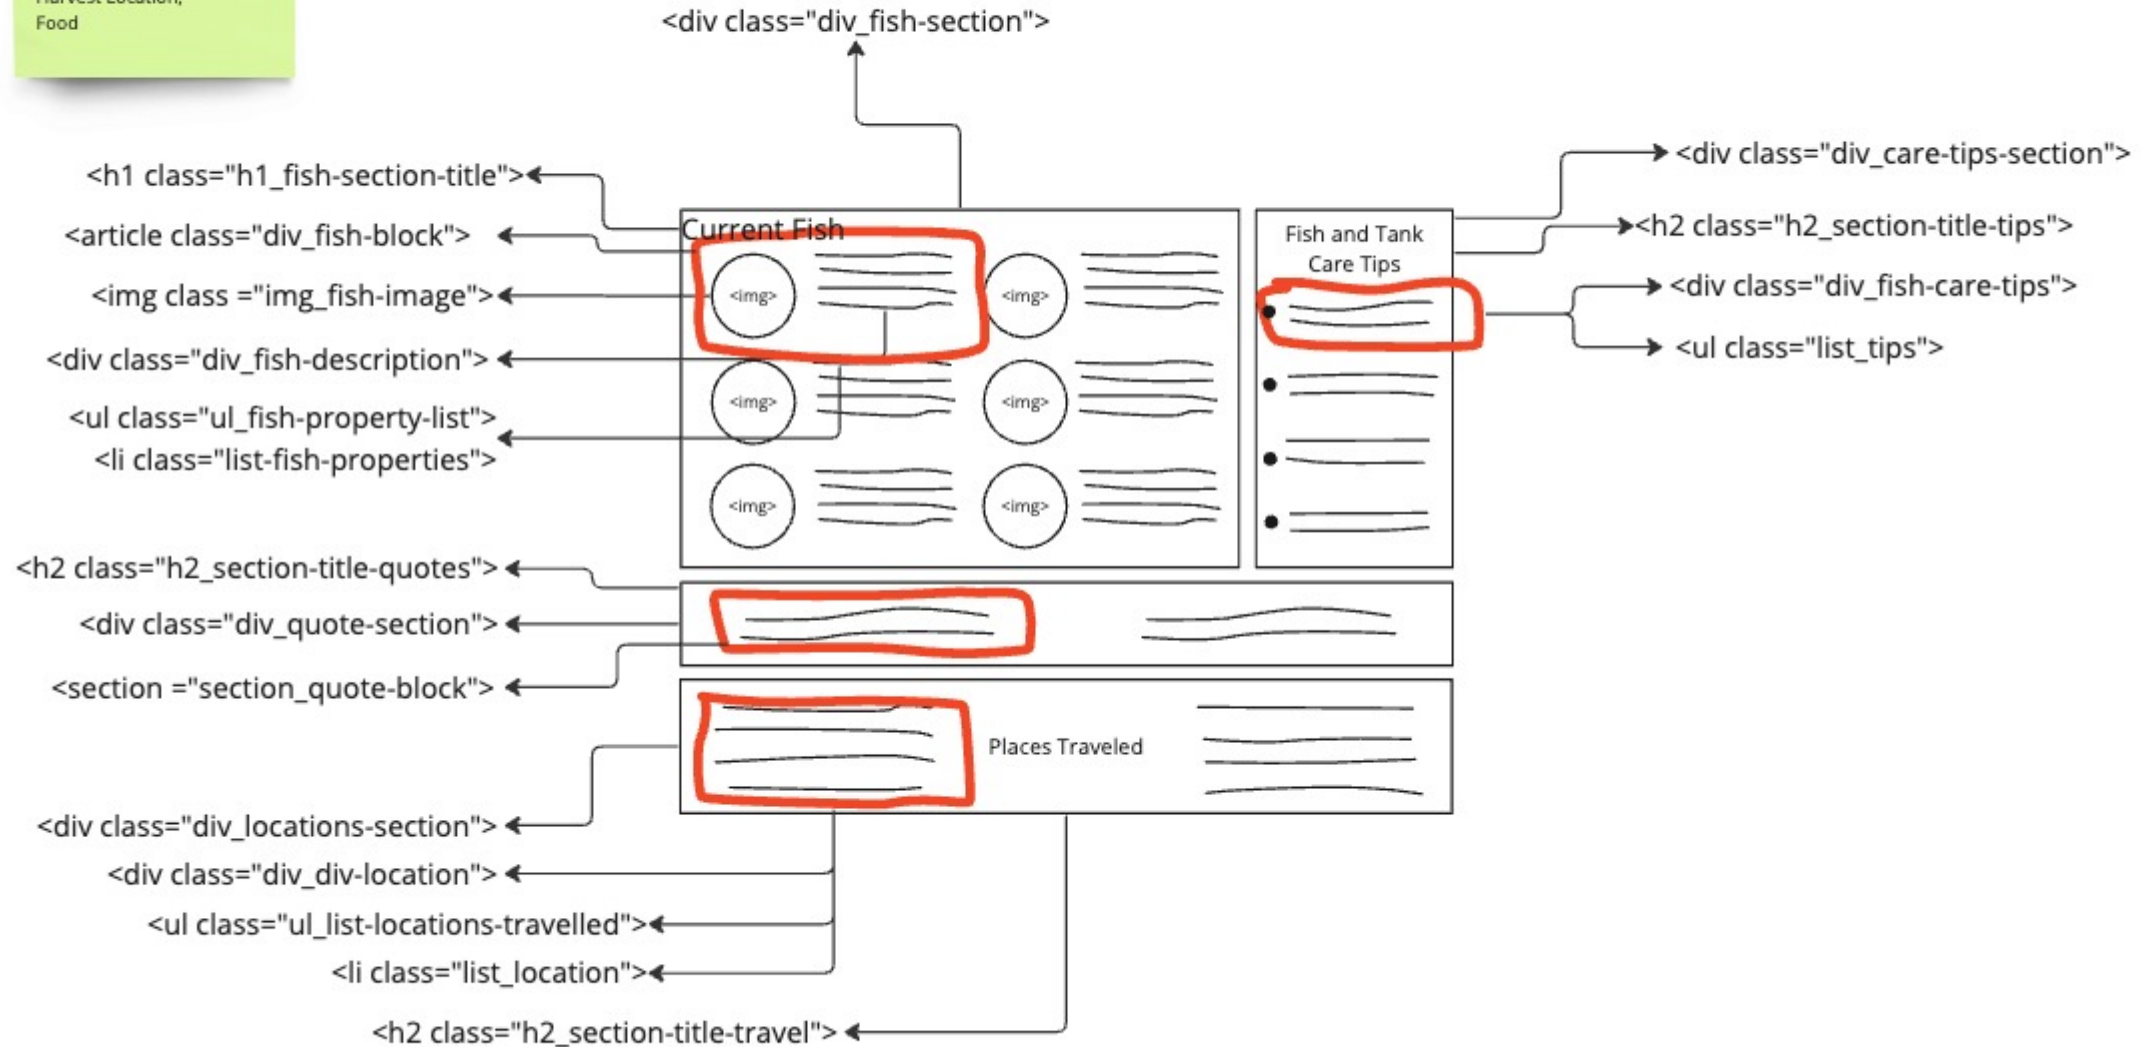 Harvest Location,
Food
<div class="div_fish-section">
<h1 class="h1_fish-section-title">
<article class="div_fish-block">
<img class ="img_fish-image">
<div class="div_fish-description">
<ul class="ul_fish-property-list">
<li class="list-fish-properties">
<h2 class="h2_section-title-quotes">
<div class="div_quote-section">
<section ="section_quote-block">
<div class="div_locations-section">
<div class="div_div-location">
<ul class="ul_list-locations-travelled">
<li class="list_location">
<h2 class="h2_section-title-travel">
Current Fish
<img>
<img>
<img>
<img>
<img>
<img>
Fish and Tank
Care Tips
Places Traveled
<div class="div_care-tips-section">
<h2 class="h2_section-title-tips">
<div class="div_fish-care-tips">
<ul class="list_tips">